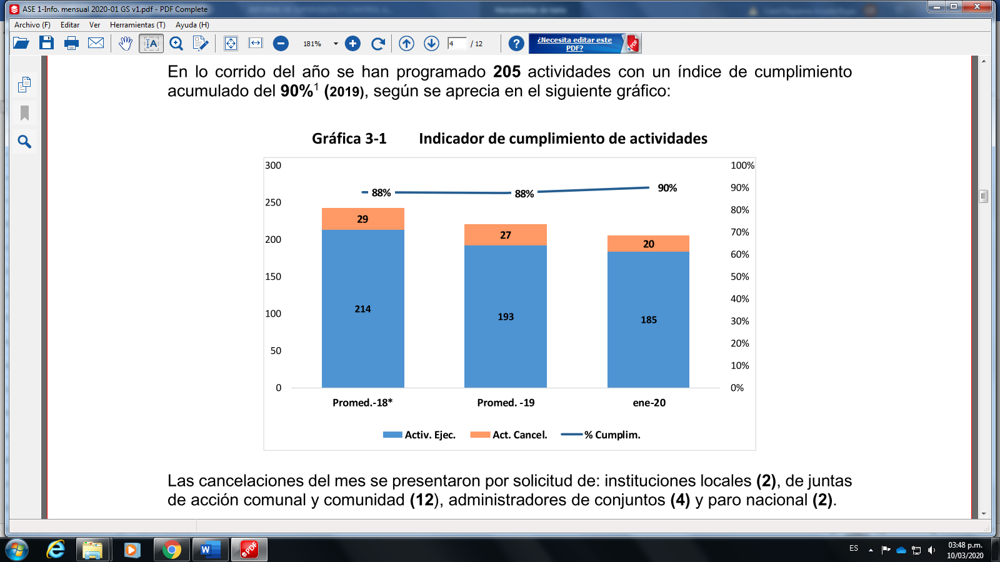 ASE 1-Info. mensual 2020-01 GS v1.pdf - PDF Complete
Archivo (F) Editar Ver Herramientas (T) Ayuda (H)
181% 4 / 12 ¿Necesita editar este
PDF?
En lo corrido del año se han programado 205 actividades con un índice de cumplimiento
acumulado del 90%1 (2019), según se aprecia en el siguiente gráfico:
Gráfica 3-1 Indicador de cumplimiento de actividades
300 100%
88% 88% 90% 90%
250 80%
29 27 20
200 70%
60%
150 50%
214 193 185
100 40%
30%
50 20%
10%
0 0%
Promed.-18* Promed. -19 ene-20
Activ. Ejec. Act. Cancel. % Cumplim.
Las cancelaciones del mes se presentaron por solicitud de: instituciones locales (2), de juntas
de acción comunal y comunidad (12), administradores de conjuntos (4) y paro nacional (2).
ES 03:48 p.m.
10/03/2020